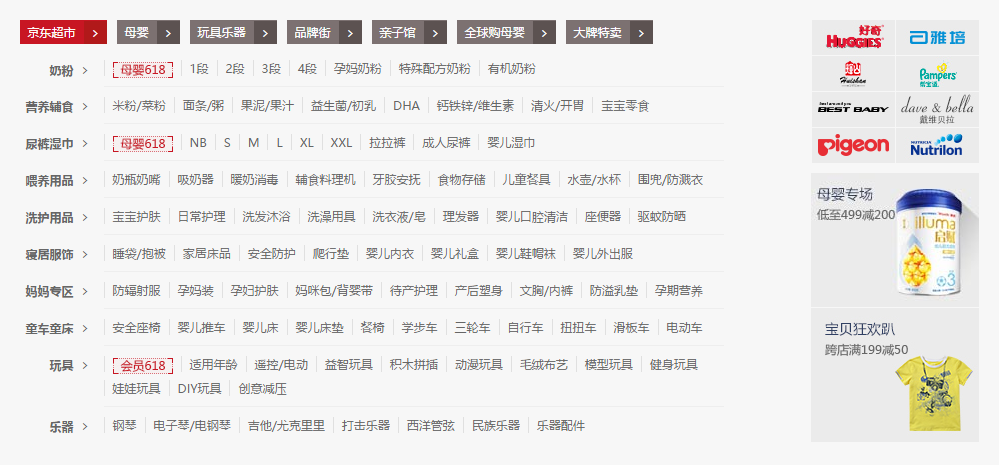 京东超市 > 母婴 > 玩具乐器 > 品牌街 > 亲子馆 > 全球购母婴 > 大牌特卖 >
奶粉 > 母婴618 1段 2段 3段 4段 孕妈奶粉 特殊配方奶粉 有机奶粉
营养辅食 > 米粉/菜粉 面条/粥 果泥/果汁 益生菌/初乳 DHA 钙铁锌/维生素 清火/开胃 宝宝零食
尿裤湿巾 > 母婴618 NB S M L XL XXL 拉拉裤 成人尿裤 婴儿湿巾
喂养用品 > 奶瓶奶嘴 吸奶器 暖奶消毒 辅食料理机 牙胶安抚 食物存储 儿童餐具 水壶/水杯 围兜/防溅衣
洗护用品 > 宝宝护肤 日常护理 洗发沐浴 洗澡用具 洗衣液/皂 理发器 婴儿口腔清洁 座便器 驱蚊防晒
寝居服饰 > 睡袋/抱被 家居床品 安全防护 爬行垫 婴儿内衣 婴儿礼盒 婴儿鞋帽袜 婴儿外出服
妈妈专区 > 防辐射服 孕妈装 孕妇护肤 妈咪包/背婴带 待产护理 产后塑身 文胸/内裤 防溢乳垫 孕期营养
童车童床 > 安全座椅 婴儿推车 婴儿床 婴儿床垫 餐椅 学步车 三轮车 自行车 扭扭车 滑板车 电动车
玩具 > 会员618 适用年龄 遥控/电动 益智玩具 积木拼插 动漫玩具 毛绒布艺 模型玩具 健身玩具
娃娃玩具 DIY玩具 创意减压
乐器 > 钢琴 电子琴/电钢琴 吉他/尤克里里 打击乐器 西洋管弦 民族乐器 乐器配件
好奇
HUGGIES
雅培
Huishan
Pampers
帮宝适
BEST BABY
dave & bella
戴维贝拉
pigeon
NUTRICIA
Nutrilon
母婴专场
低至499减200
illuma
启赋
3
宝贝狂欢趴
跨店满199减50